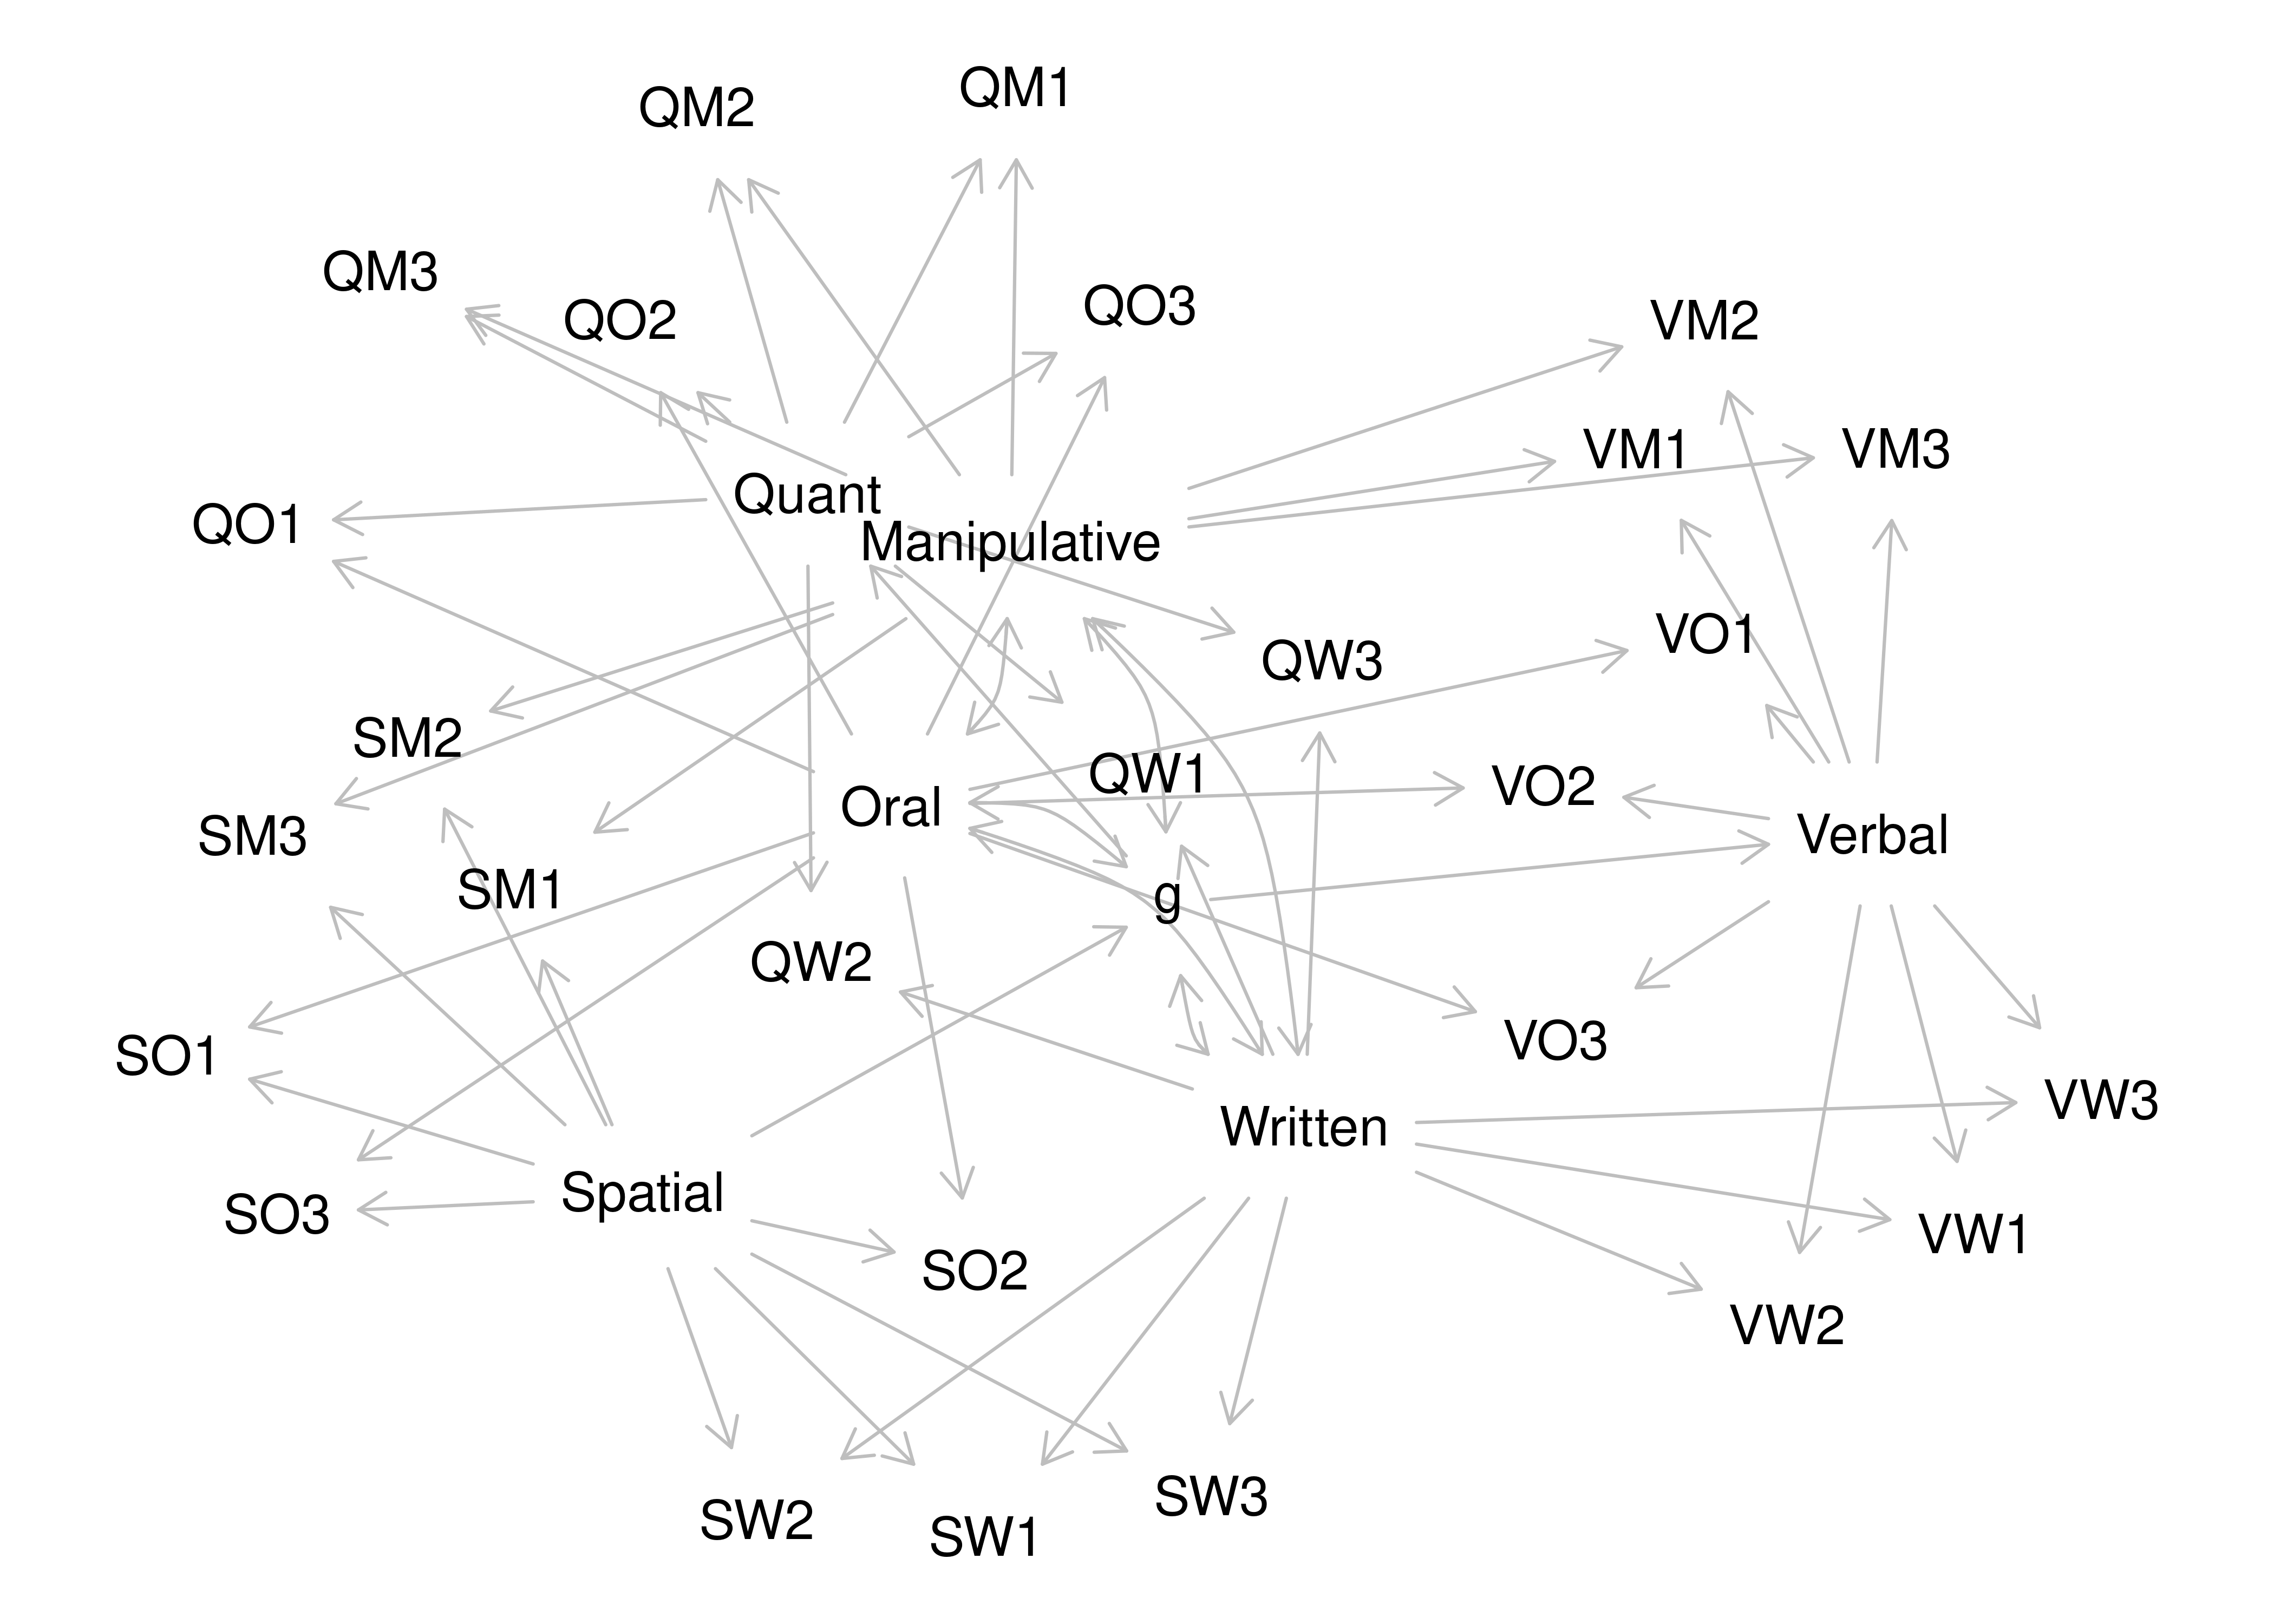 QM1
QM2
QM3
QO2
QO3
VM2
VM1
VM3
Quant
QO1
Manipulative
VO1
QW3
SM2
QW1
VO2
Oral
SM3
Verbal
SM1
g
QW2
VO3
SO1
VW3
Written
Spatial
SO3
VW1
SO2
VW2
SW3
SW2
SW1